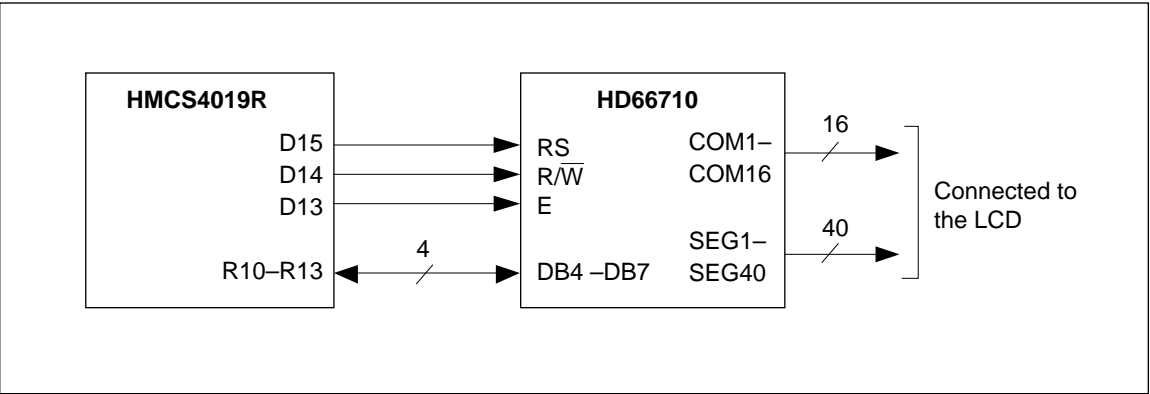 HMCS4019R
D15
D14
D13
R10–R13
4
HD66710
RS
R/W̅
E
DB4 –DB7
COM1–
COM16
SEG1–
SEG40
16
40
Connected to
the LCD